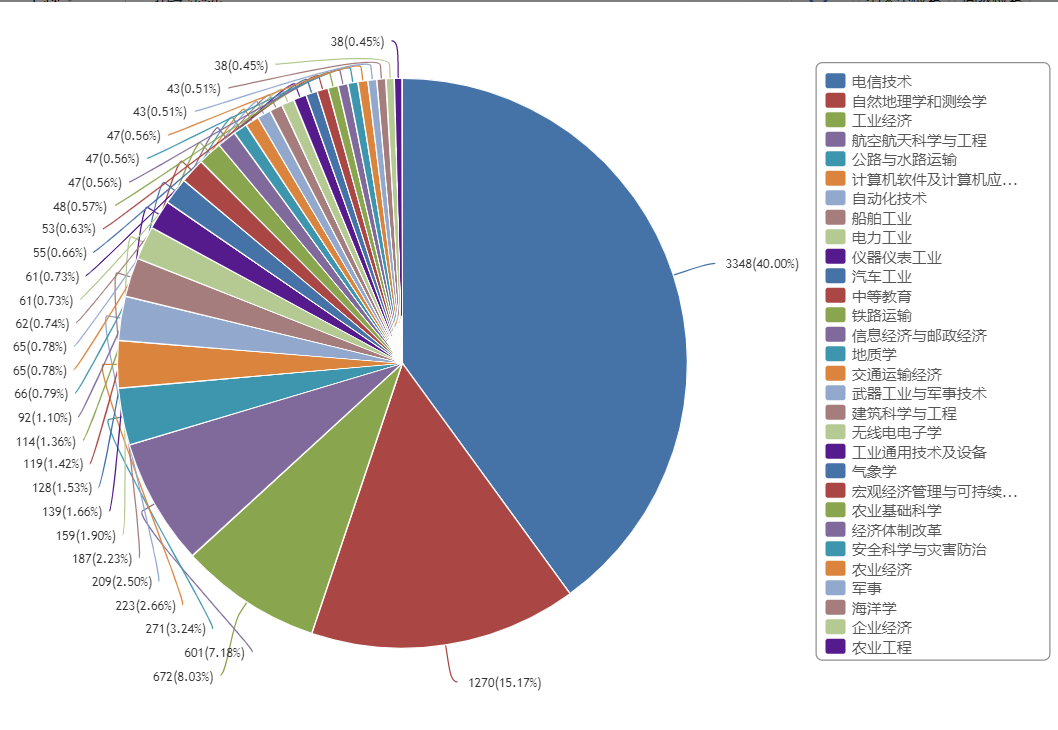 38(0.45%)
38(0.45%)
43(0.51%)
43(0.51%)
47(0.56%)
47(0.56%)
47(0.56%)
48(0.57%)
53(0.63%)
55(0.66%)
61(0.73%)
61(0.73%)
62(0.74%)
65(0.78%)
65(0.78%)
66(0.79%)
92(1.10%)
114(1.36%)
119(1.42%)
128(1.53%)
139(1.66%)
159(1.90%)
187(2.23%)
209(2.50%)
223(2.66%)
271(3.24%)
601(7.18%)
672(8.03%)
1270(15.17%)
3348(40.00%)
电信技术
自然地理学和测绘学
工业经济
航空航天科学与工程
公路与水路运输
计算机软件及计算机应...
自动化技术
船舶工业
电力工业
仪器仪表工业
汽车工业
中等教育
铁路运输
信息经济与邮政经济
地质学
交通运输经济
武器工业与军事技术
建筑科学与工程
无线电电子学
工业通用技术及设备
气象学
宏观经济管理与可持续...
农业基础科学
经济体制改革
安全科学与灾害防治
农业经济
军事
海洋学
企业经济
农业工程